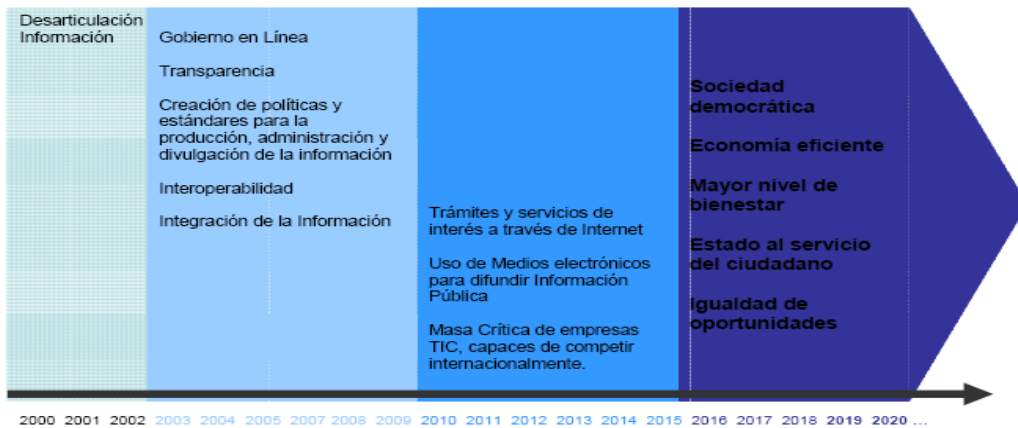 Desarticulación
Información
Gobierno en Línea
Transparencia
Creación de políticas y
estándares para la
producción, administración y
divulgación de la información
Interoperabilidad
Integración de la Información
Trámites y servicios de
interés a través de Internet
Uso de Medios electrónicos
para difundir Información
Pública
Masa Crítica de empresas
TIC, capaces de competir
internacionalmente.
Sociedad
democrática
Economía eficiente
Mayor nivel de
bienestar
Estado al servicio
del ciudadano
Igualdad de
oportunidades
2000 2001 2002 2003 2004 2005 2007 2008 2009 2010 2011 2012 2013 2014 2015 2016 2017 2018 2019 2020 ...